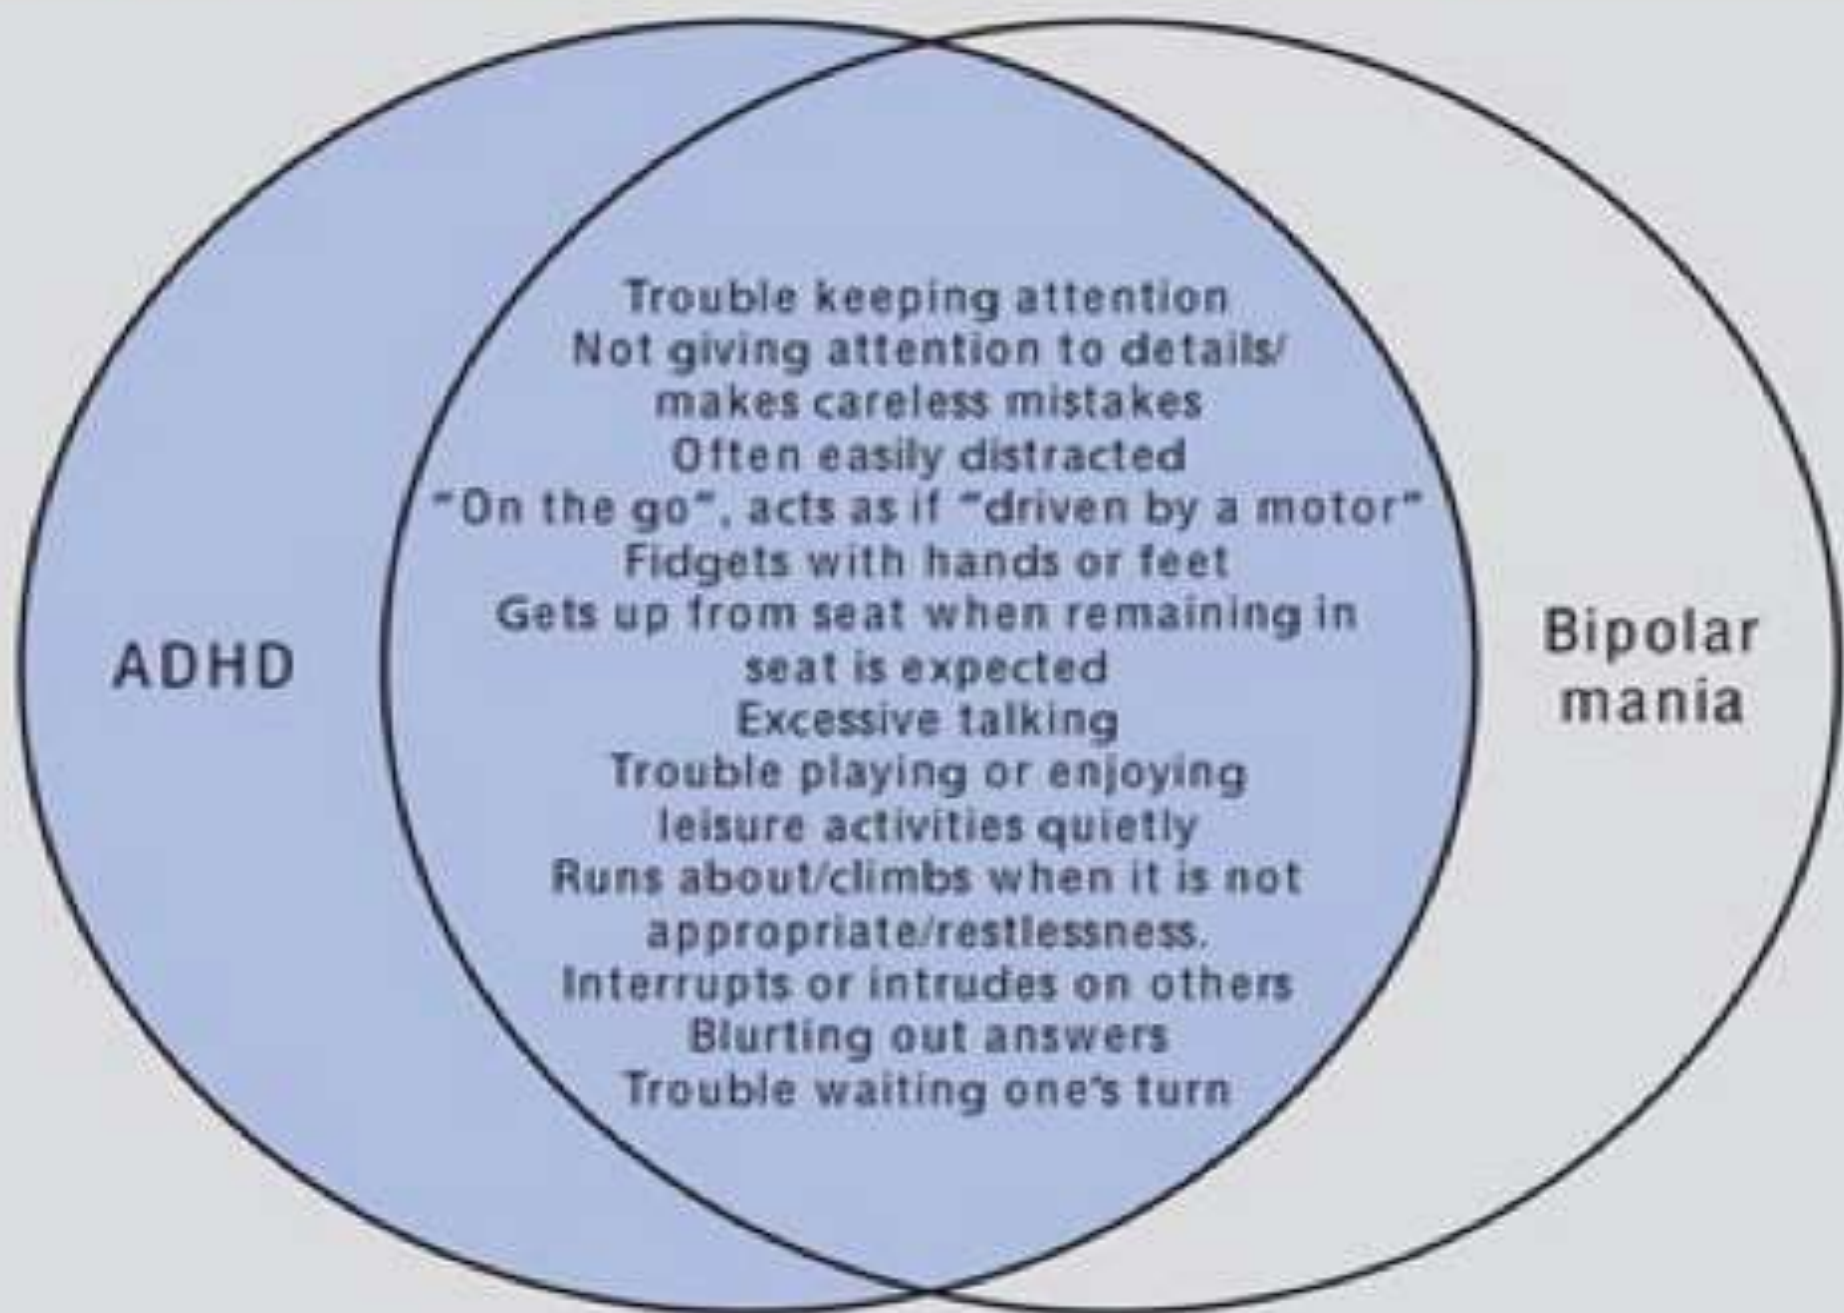 Trouble keeping attention
Not giving attention to details/
makes careless mistakes
Often easily distracted
"On the go", acts as if "driven by a motor"
Fidgets with hands or feet
Gets up from seat when remaining in
seat is expected
Excessive talking
Trouble playing or enjoying
leisure activities quietly
Runs about/climbs when it is not
appropriate/restlessness.
Interrupts or intrudes on others
Blurting out answers
Trouble waiting one's turn
ADHD
Bipolar
mania